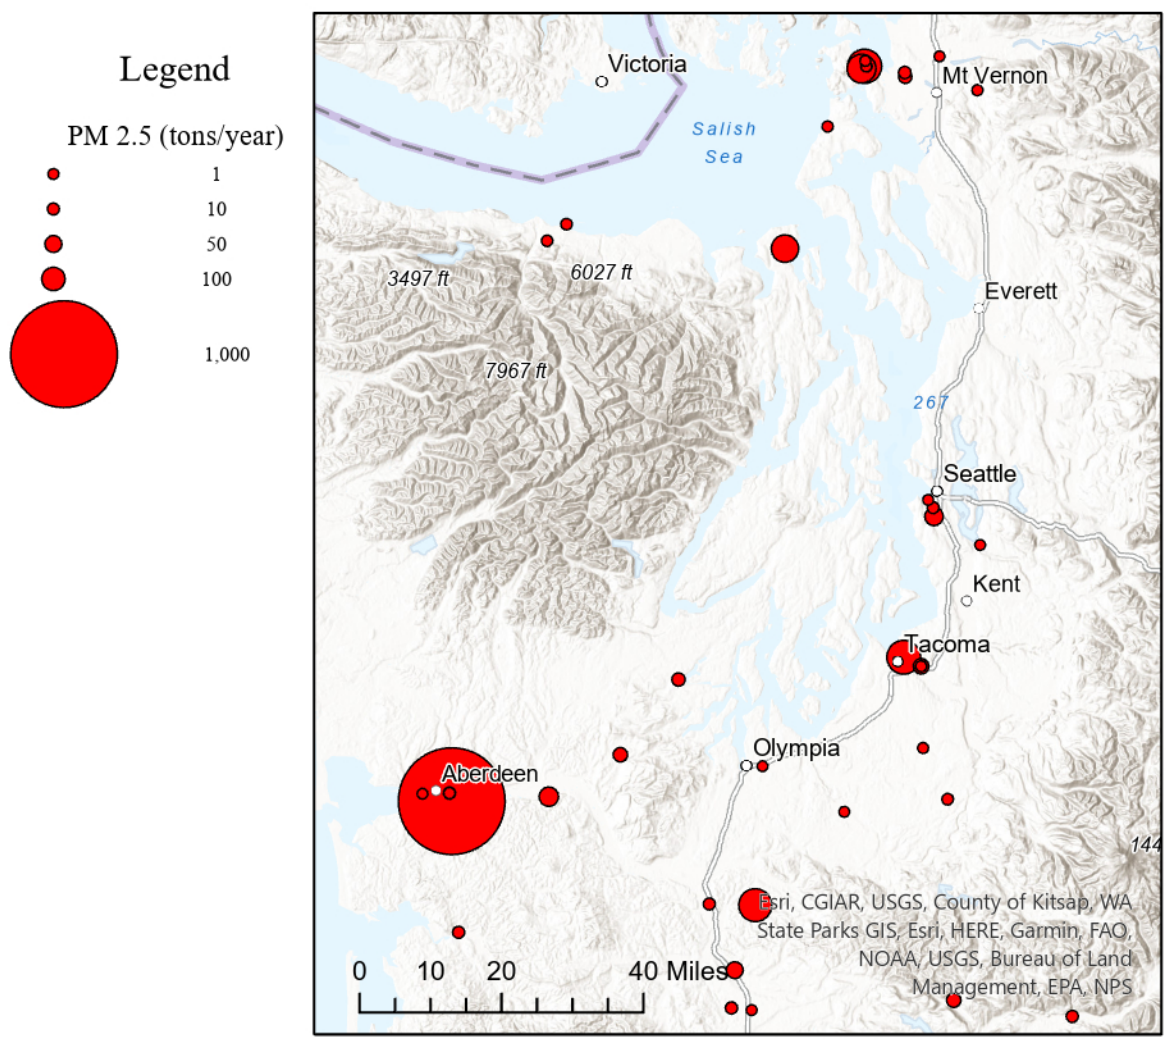 Legend
PM 2.5 (tons/year)
1
10
50
100
1,000
Victoria
Mt Vernon
Salish
Sea
3497 ft
6027 ft
Everett
7967 ft
267
Seattle
Kent
Tacoma
Olympia
Aberdeen
144
Esri, CGIAR, USGS, County of Kitsap, WA
State Parks GIS, Esri, HERE, Garmin, FAO,
NOAA, USGS, Bureau of Land
Management, EPA, NPS
0 10 20 40 Miles